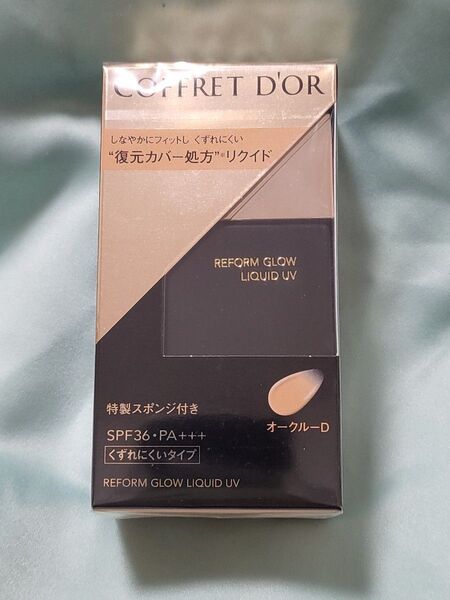 COFFRET D'OR
しなやかにフィットし くずれにくい
“復元カバー処方”※リクイド
REFORM GLOW
LIQUID UV
特製スポンジ付き
オークルーD
SPF36・PA+++
くずれにくいタイプ
REFORM GLOW LIQUID UV